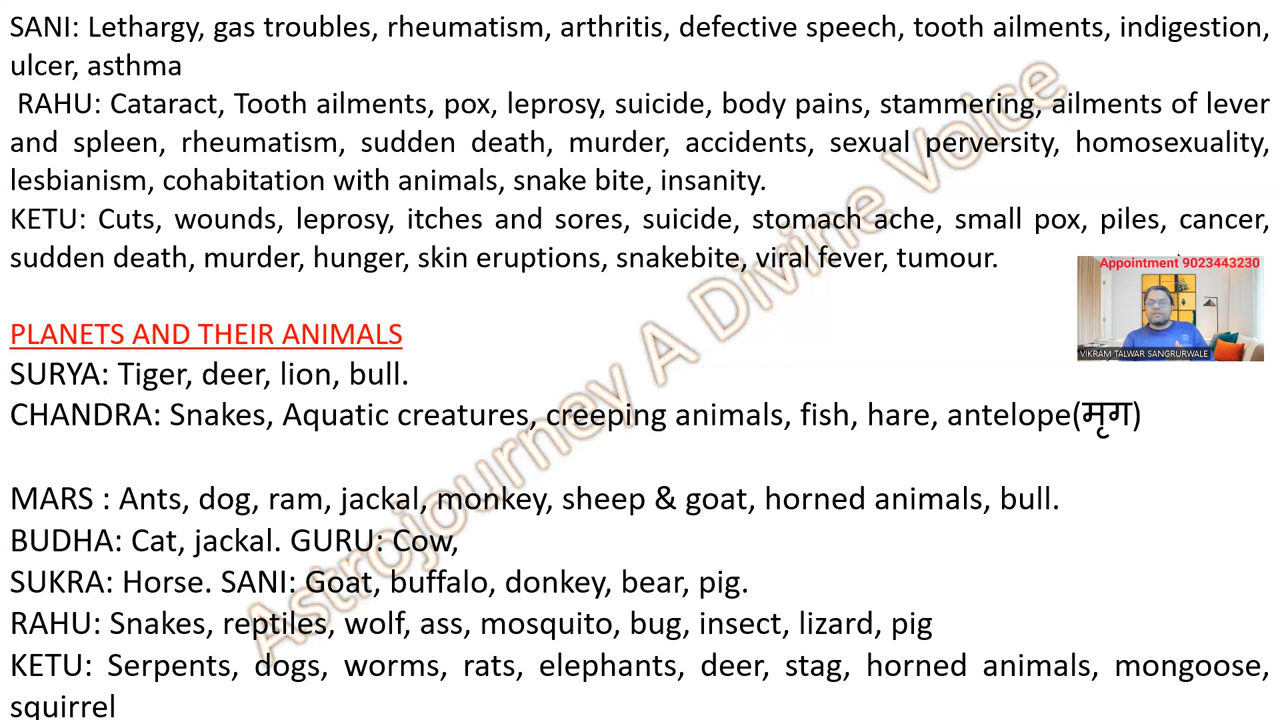 SANI: Lethargy, gas troubles, rheumatism, arthritis, defective speech, tooth ailments, indigestion,
ulcer, asthma
RAHU: Cataract, Tooth ailments, pox, leprosy, suicide, body pains, stammering, ailments of lever
and spleen, rheumatism, sudden death, murder, accidents, sexual perversity, homosexuality,
lesbianism, cohabitation with animals, snake bite, insanity.
KETU: Cuts, wounds, leprosy, itches and sores, suicide, stomach ache, small pox, piles, cancer,
sudden death, murder, hunger, skin eruptions, snakebite, viral fever, tumour.
Appointment 9023443230
VIKRAM TALWAR SANGRURWALE
PLANETS AND THEIR ANIMALS
SURYA: Tiger, deer, lion, bull.
CHANDRA: Snakes, Aquatic creatures, creeping animals, fish, hare, antelope(मृग)
MARS : Ants, dog, ram, jackal, monkey, sheep & goat, horned animals, bull.
BUDHA: Cat, jackal. GURU: Cow,
SUKRA: Horse. SANI: Goat, buffalo, donkey, bear, pig.
RAHU: Snakes, reptiles, wolf, ass, mosquito, bug, insect, lizard, pig
KETU: Serpents, dogs, worms, rats, elephants, deer, stag, horned animals, mongoose,
squirrel
Astrojourney A Divine Voice